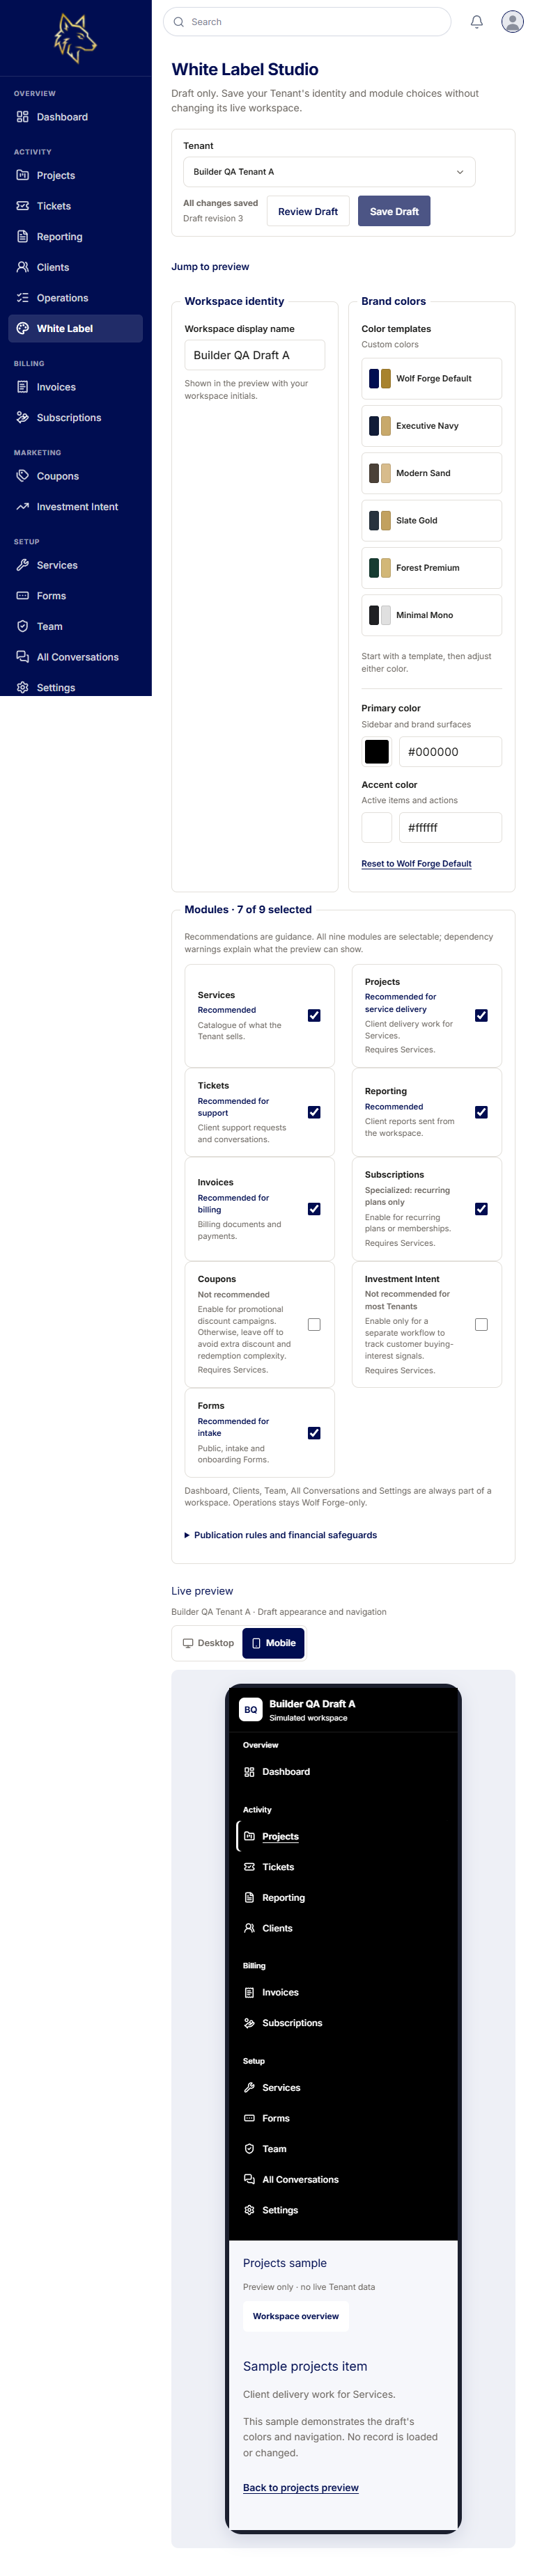 OVERVIEW
Dashboard
ACTIVITY
Projects
Tickets
Reporting
Clients
Operations
White Label
BILLING
Invoices
Subscriptions
MARKETING
Coupons
Investment Intent
SETUP
Services
Forms
Team
All Conversations
Settings
Search
White Label Studio
Draft only. Save your Tenant's identity and module choices without
changing its live workspace.
Tenant
Builder QA Tenant A
All changes saved
Draft revision 3
Review Draft
Save Draft
Jump to preview
Workspace identity
Workspace display name
Builder QA Draft A
Shown in the preview with your
workspace initials.
Brand colors
Color templates
Custom colors
Wolf Forge Default
Executive Navy
Modern Sand
Slate Gold
Forest Premium
Minimal Mono
Start with a template, then adjust
either color.
Primary color
Sidebar and brand surfaces
#000000
Accent color
Active items and actions
#ffffff
Reset to Wolf Forge Default
Modules · 7 of 9 selected
Recommendations are guidance. All nine modules are selectable; dependency
warnings explain what the preview can show.
Services
Recommended
Catalogue of what the
Tenant sells.
Projects
Recommended for
service delivery
Client delivery work for
Services.
Requires Services.
Tickets
Recommended for
support
Client support requests
and conversations.
Reporting
Recommended
Client reports sent from
the workspace.
Invoices
Recommended for
billing
Billing documents and
payments.
Subscriptions
Specialized: recurring
plans only
Enable for recurring
plans or memberships.
Requires Services.
Coupons
Not recommended
Enable for promotional
discount campaigns.
Otherwise, leave off to
avoid extra discount and
redemption complexity.
Requires Services.
Investment Intent
Not recommended for
most Tenants
Enable only for a
separate workflow to
track customer buying-
interest signals.
Requires Services.
Forms
Recommended for
intake
Public, intake and
onboarding Forms.
Dashboard, Clients, Team, All Conversations and Settings are always part of a
workspace. Operations stays Wolf Forge-only.
Publication rules and financial safeguards
Live preview
Builder QA Tenant A · Draft appearance and navigation
Desktop
Mobile
BQ
Builder QA Draft A
Simulated workspace
Overview
Dashboard
Activity
Projects
Tickets
Reporting
Clients
Billing
Invoices
Subscriptions
Setup
Services
Forms
Team
All Conversations
Settings
Projects sample
Preview only · no live Tenant data
Workspace overview
Sample projects item
Client delivery work for Services.
This sample demonstrates the draft's
colors and navigation. No record is loaded
or changed.
Back to projects preview